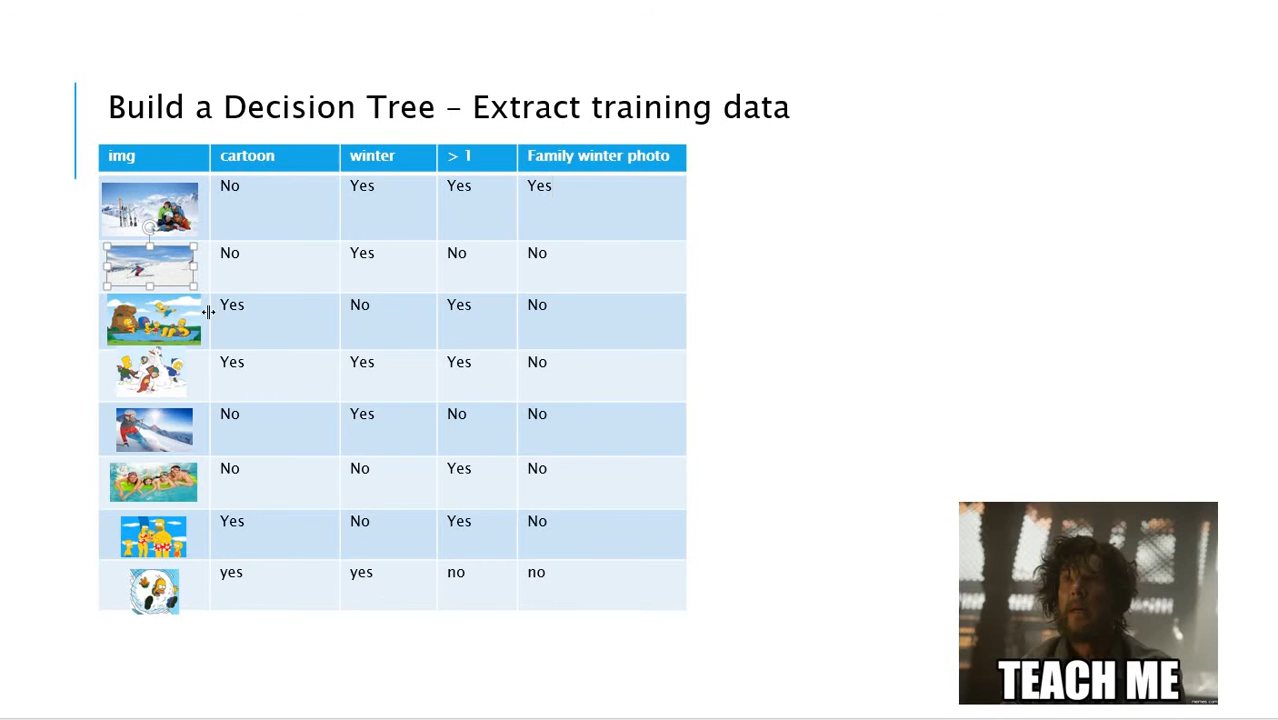 Build a Decision Tree – Extract training data
img cartoon winter > 1 Family winter photo
No Yes Yes Yes
No Yes No No
Yes No Yes No
Yes Yes Yes No
No Yes No No
No No Yes No
Yes No Yes No
yes yes no no
TEACH ME